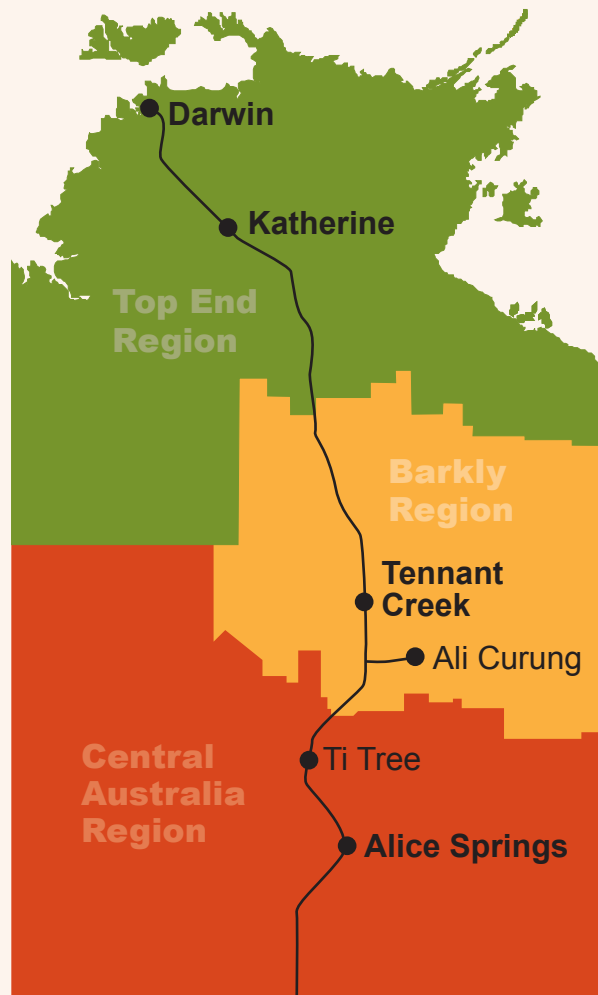 Darwin
Katherine
Top End
Region
Barkly
Region
Tennant
Creek
Ali Curung
Central
Australia
Region
Ti Tree
Alice Springs